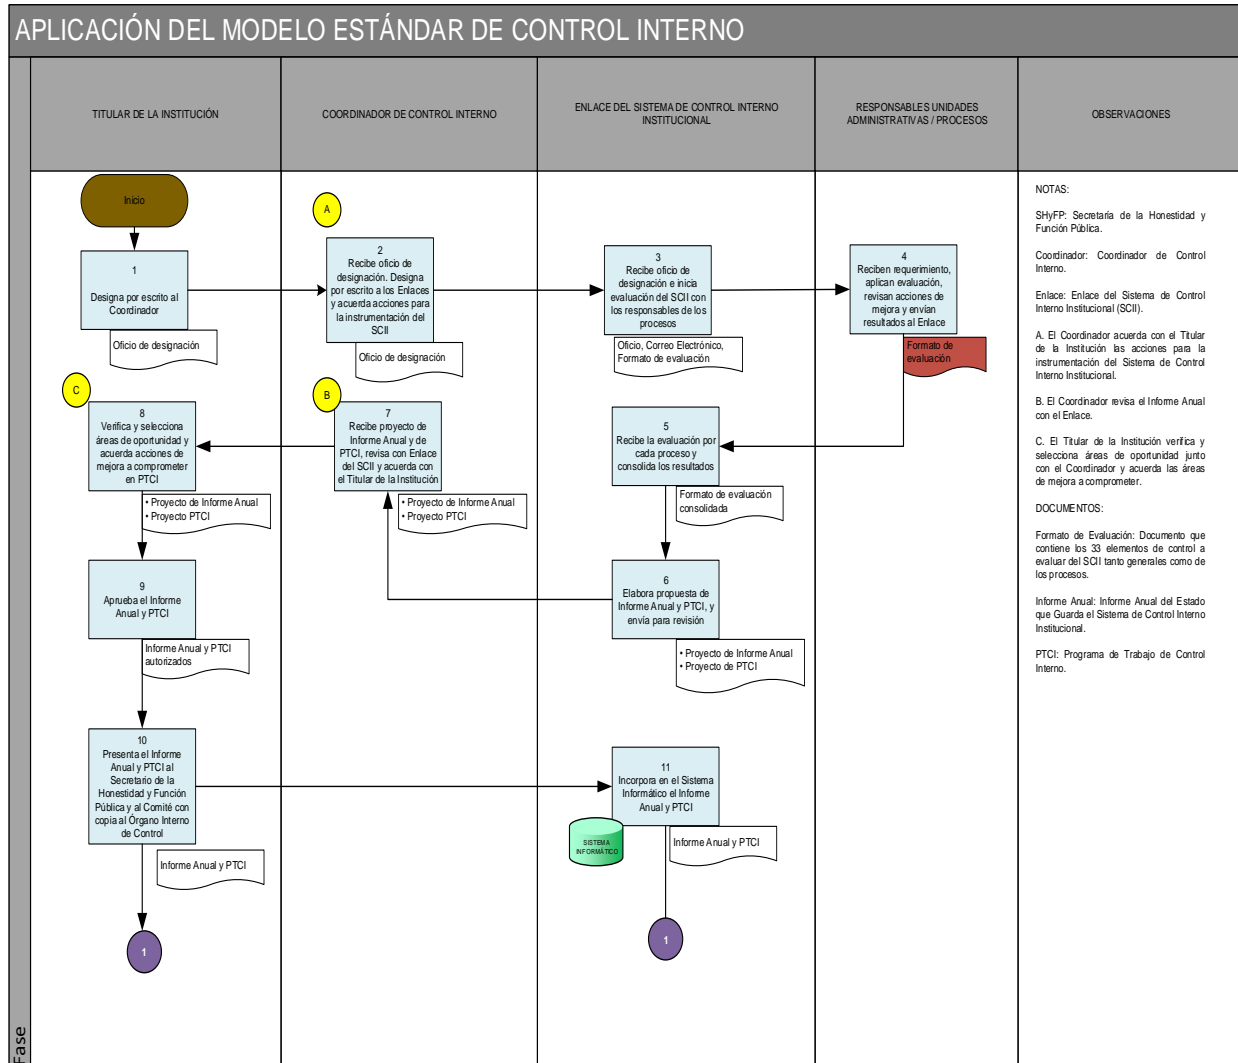 APLICACIÓN DEL MODELO ESTÁNDAR DE CONTROL INTERNO
TITULAR DE LA INSTITUCIÓN
COORDINADOR DE CONTROL INTERNO
ENLACE DEL SISTEMA DE CONTROL INTERNO
INSTITUCIONAL
RESPONSABLES UNIDADES
ADMINISTRATIVAS / PROCESOS
OBSERVACIONES
Inicio
1
Designa por escrito al
Coordinador
Oficio de designación
A
2
Recibe oficio de
designación. Designa
por escrito a los Enlaces
y acuerda acciones para
la instrumentación del
SCII
Oficio de designación
3
Recibe oficio de
designación e inicia
evaluación del SCII con
los responsables de los
procesos
Oficio, Correo Electrónico,
Formato de evaluación
4
Reciben requerimiento,
aplican evaluación,
revisan acciones de
mejora y envían
resultados al Enlace
Formato de
evaluación
C
8
Verifica y selecciona
áreas de oportunidad y
acuerda acciones de
mejora a comprometer
en PTCI
• Proyecto de Informe Anual
• Proyecto PTCI
B
7
Recibe proyecto de
Informe Anual y de
PTCI, revisa con Enlace
del SCII y acuerda con
el Titular de la Institución
• Proyecto de Informe Anual
• Proyecto PTCI
5
Recibe la evaluación por
cada proceso y
consolida los resultados
Formato de evaluación
consolidada
9
Aprueba el Informe
Anual y PTCI
Informe Anual y PTCI
autorizados
6
Elabora propuesta de
Informe Anual y PTCI, y
envía para revisión
• Proyecto de Informe Anual
• Proyecto de PTCI
10
Presenta el Informe
Anual y PTCI al
Secretario de la
Honestidad y Función
Pública y al Comité con
copia al Órgano Interno
de Control
Informe Anual y PTCI
11
Incorpora en el Sistema
Informático el Informe
Anual y PTCI
SISTEMA
INFORMÁTICO
Informe Anual y PTCI
1
1
NOTAS:
SHyFP: Secretaría de la Honestidad y
Función Pública.
Coordinador: Coordinador de Control
Interno.
Enlace: Enlace del Sistema de Control
Interno Institucional (SCII).
A. El Coordinador acuerda con el Titular
de la Institución las acciones para la
instrumentación del Sistema de Control
Interno Institucional.
B. El Coordinador revisa el Informe Anual
con el Enlace.
C. El Titular de la Institución verifica y
selecciona áreas de oportunidad junto
con el Coordinador y acuerda las áreas
de mejora a comprometer.
DOCUMENTOS:
Formato de Evaluación: Documento que
contiene los 33 elementos de control a
evaluar del SCII tanto generales como de
los procesos.
Informe Anual: Informe Anual del Estado
que Guarda el Sistema de Control Interno
Institucional.
PTCI: Programa de Trabajo de Control
Interno.
Fase